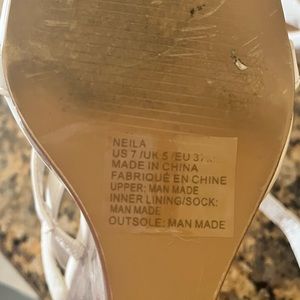 NEILA
US 7 /UK 5 /EU 37
MADE IN CHINA
FABRIQUÉ EN CHINE
UPPER: MAN MADE
INNER LINING/SOCK:
MAN MADE
OUTSOLE: MAN MADE